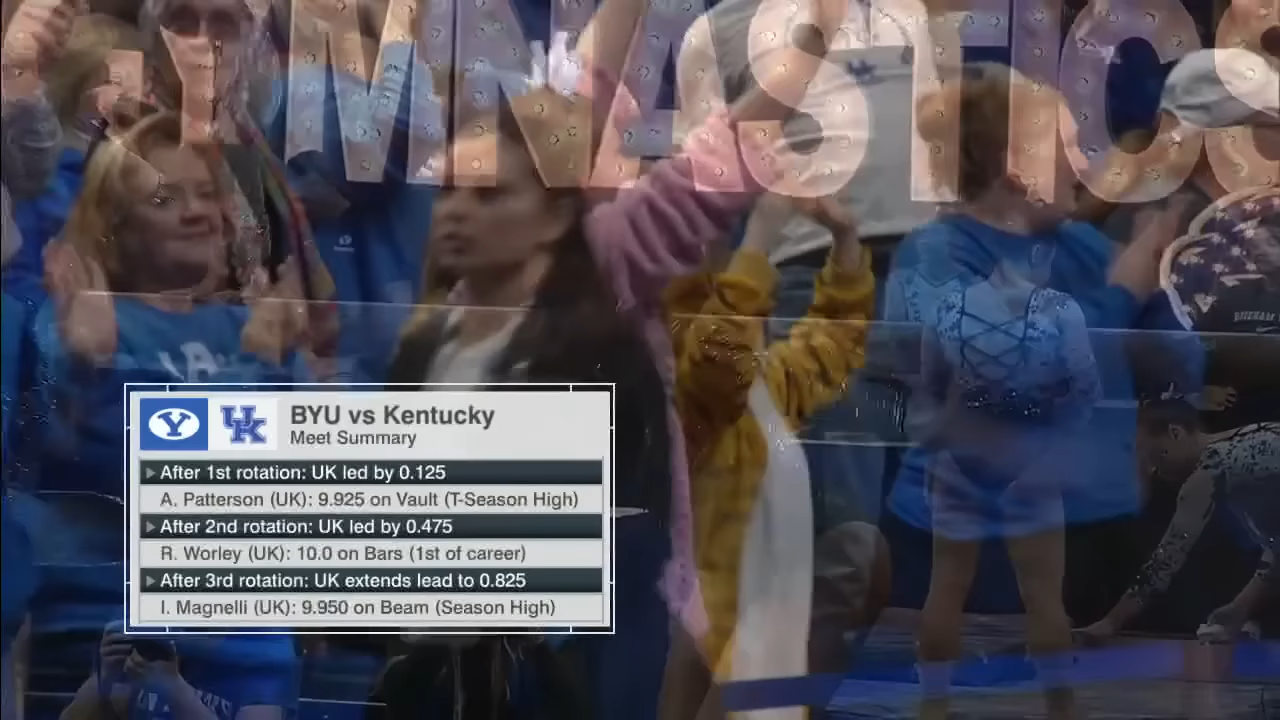 MNASTICS
BYU vs Kentucky
Meet Summary
After 1st rotation: UK led by 0.125
A. Patterson (UK): 9.925 on Vault (T-Season High)
After 2nd rotation: UK led by 0.475
R. Worley (UK): 10.0 on Bars (1st of career)
After 3rd rotation: UK extends lead to 0.825
I. Magnelli (UK): 9.950 on Beam (Season High)